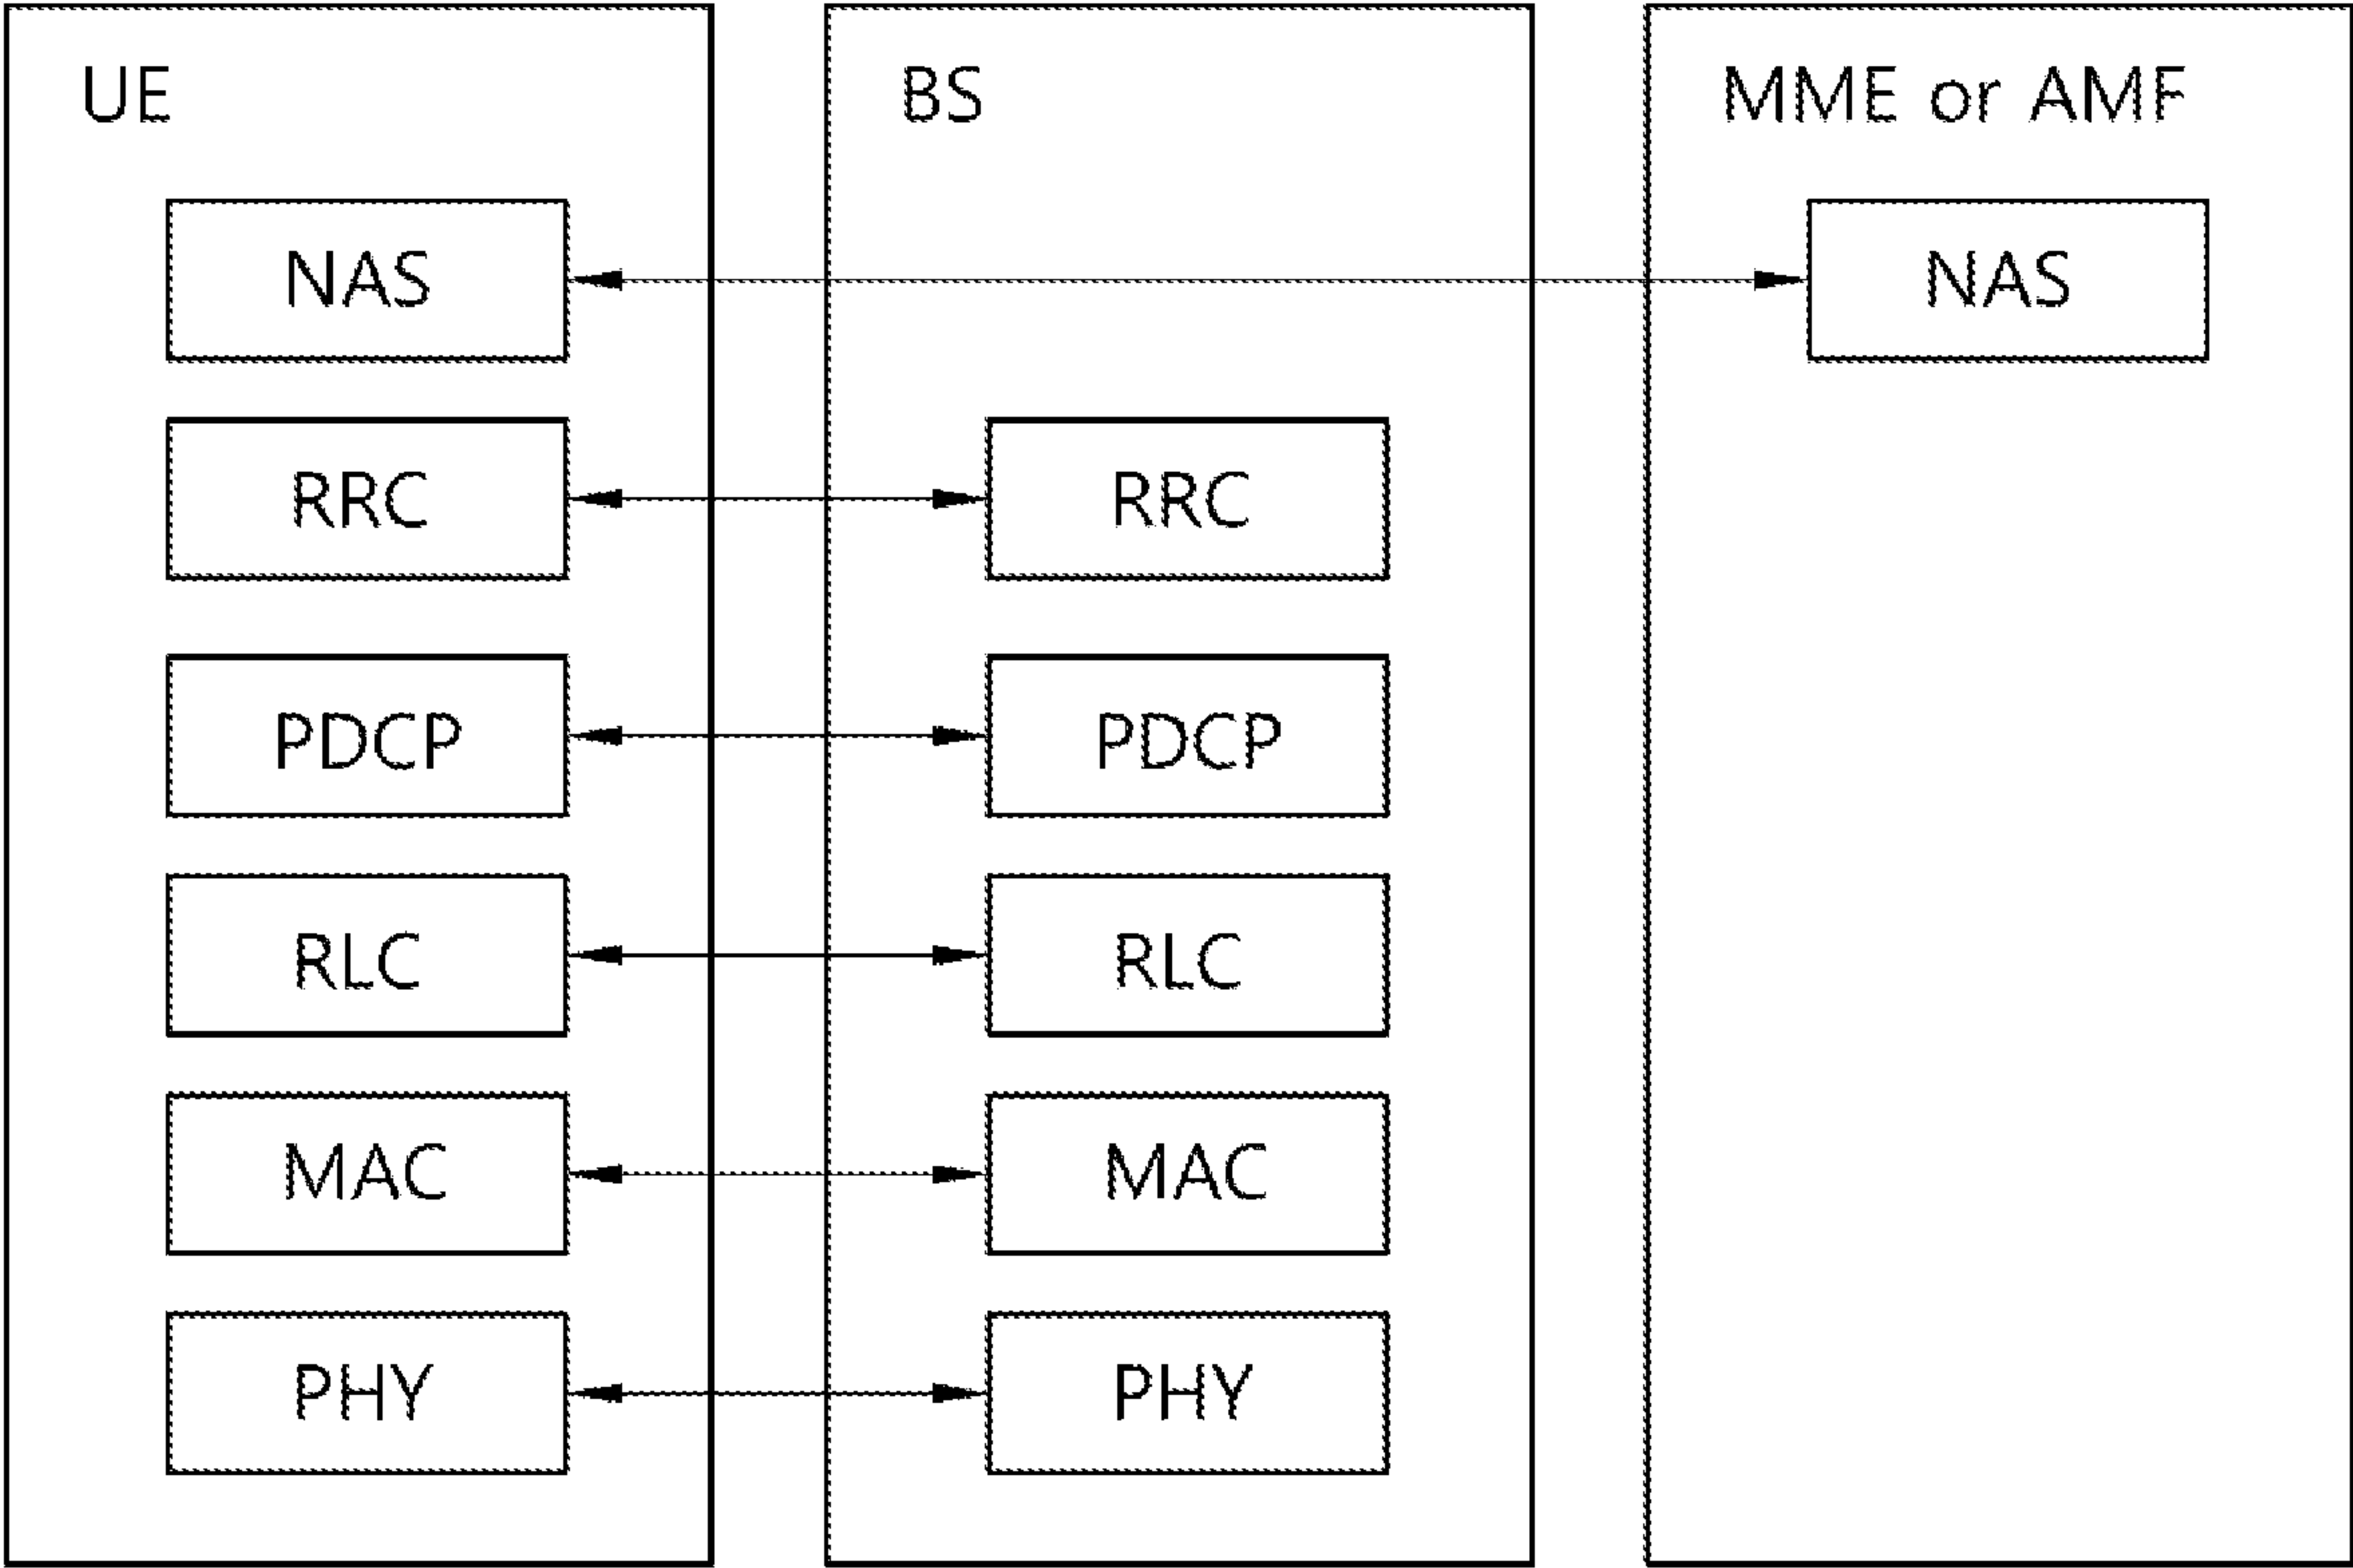 UE
BS
MME or AMF
NAS
NAS
RRC
RRC
PDCP
PDCP
RLC
RLC
MAC
MAC
PHY
PHY